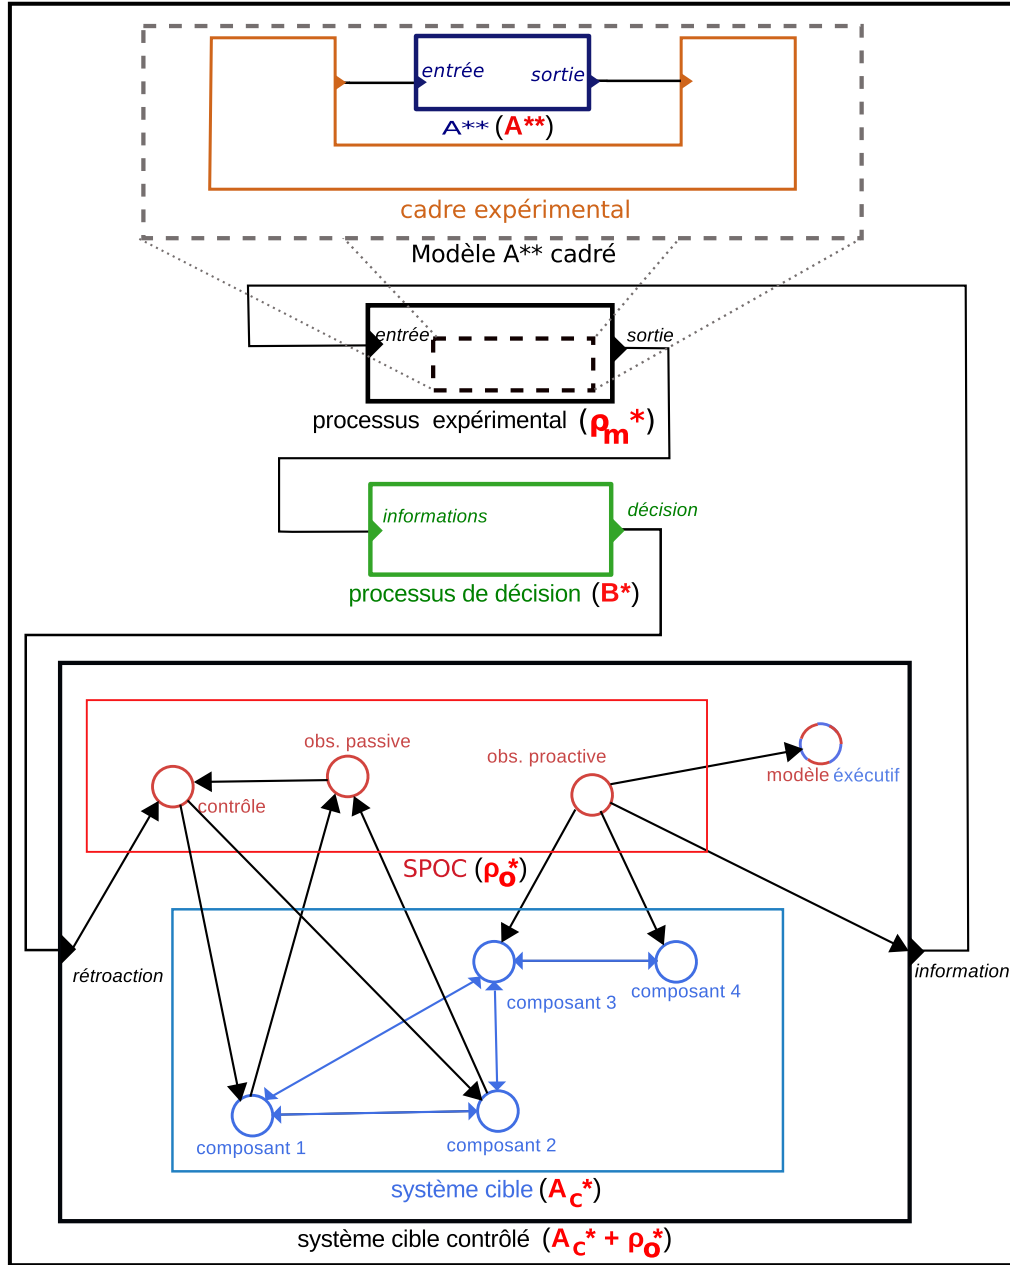 entrée sortie
A** (A**)
cadre expérimental
Modèle A** cadré
entrée sortie
processus expérimental (ρm*)
informations décision
processus de décision (B*)
obs. passive
obs. proactive
modèle éxécutif
contrôle
SPOC (ρo*)
rétroaction
information
composant 3
composant 4
composant 1
composant 2
système cible (AC*)
système cible contrôlé (AC* + ρo*)